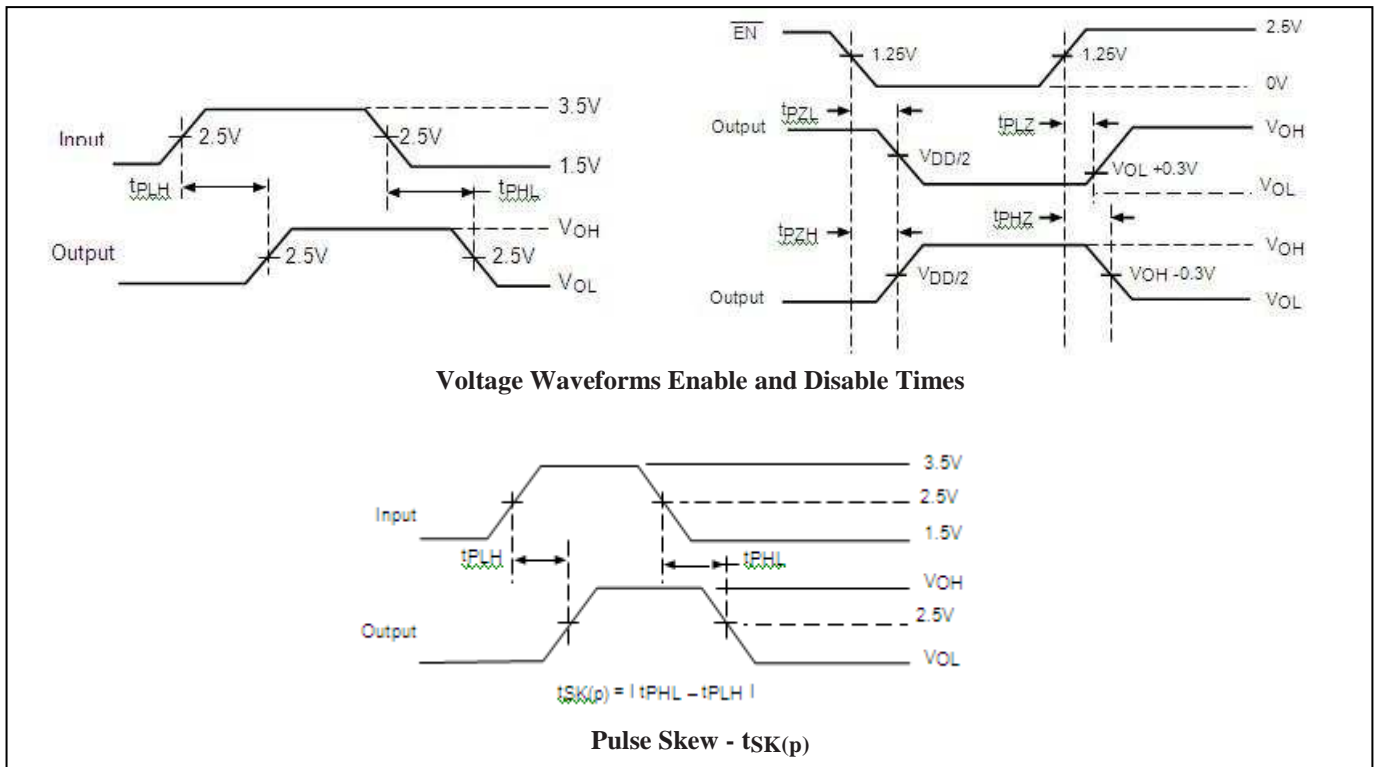 Input
2.5V
2.5V
3.5V
1.5V
tPLH
tPHL
Output
2.5V
2.5V
VOH
VOL
EN
1.25V
1.25V
2.5V
0V
tPZL
tPLZ
Output
VDD/2
VOL +0.3V
VOH
VOL
tPZH
tPHZ
Output
VDD/2
VOH -0.3V
VOH
VOL
Voltage Waveforms Enable and Disable Times
Input
3.5V
2.5V
1.5V
tPLH
tPHL
Output
VOH
2.5V
VOL
tSK(p) = | tPHL – tPLH |
Pulse Skew - tSK(p)